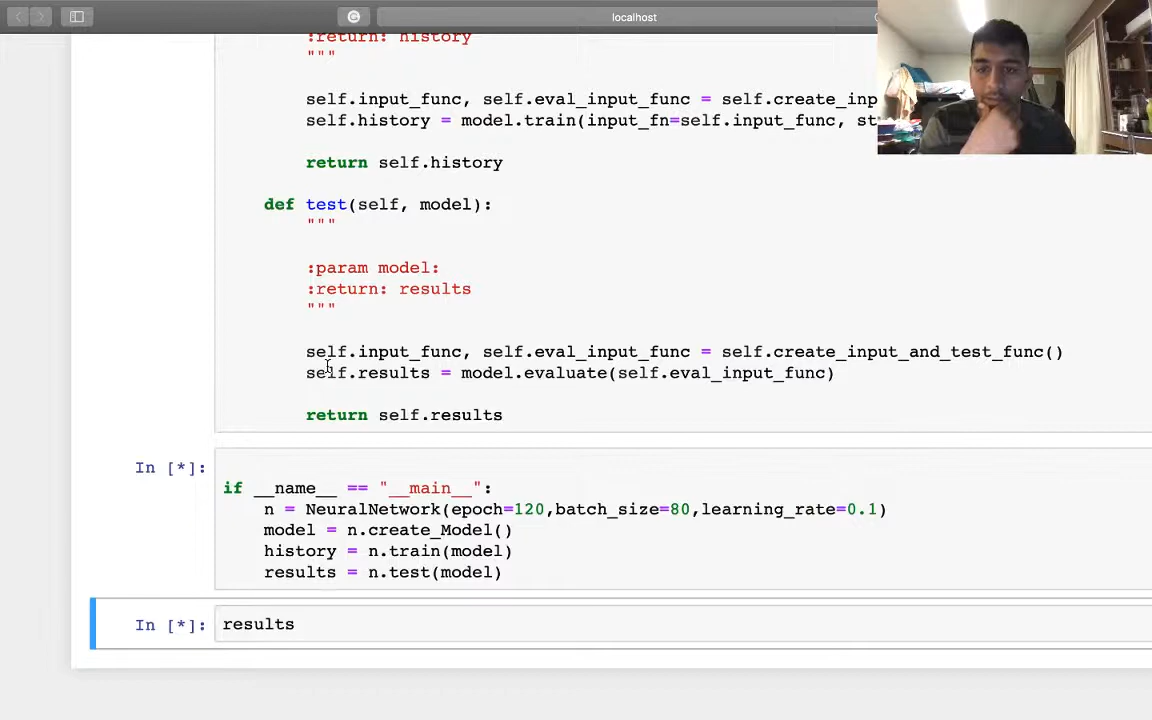 localhost
:return: history
"""
self.input_func, self.eval_input_func = self.create_inp
self.history = model.train(input_fn=self.input_func, st
return self.history
def test(self, model):
"""
:param model:
:return: results
"""
self.input_func, self.eval_input_func = self.create_input_and_test_func()
self.results = model.evaluate(self.eval_input_func)
return self.results
In [*]:
if __name__ == "__main__":
n = NeuralNetwork(epoch=120,batch_size=80,learning_rate=0.1)
model = n.create_Model()
history = n.train(model)
results = n.test(model)
In [*]: results